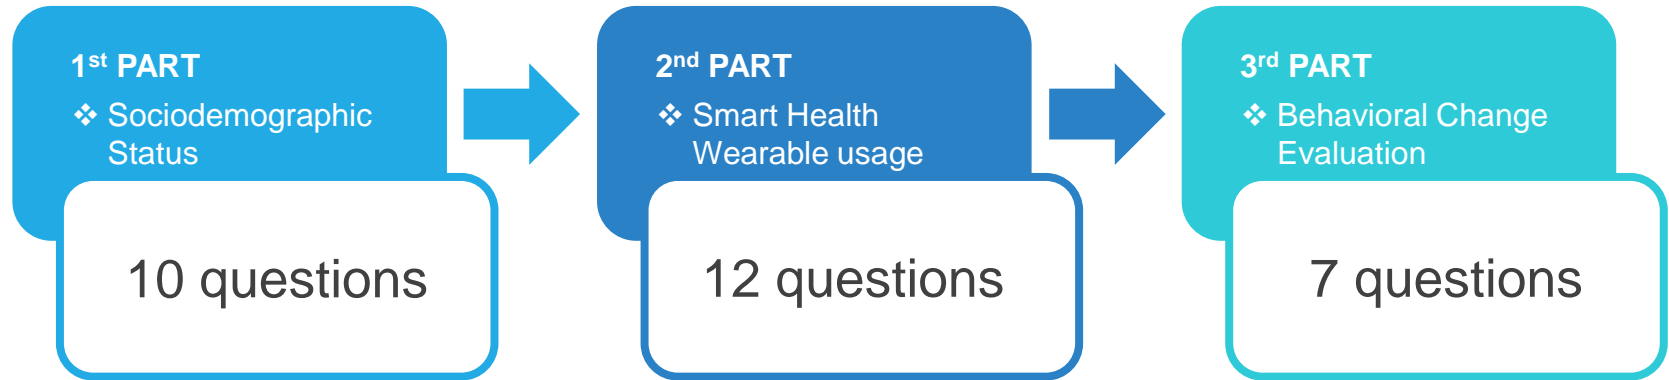 1st PART
❖ Sociodemographic
Status
10 questions
2nd PART
❖ Smart Health
Wearable usage
12 questions
3rd PART
❖ Behavioral Change
Evaluation
7 questions